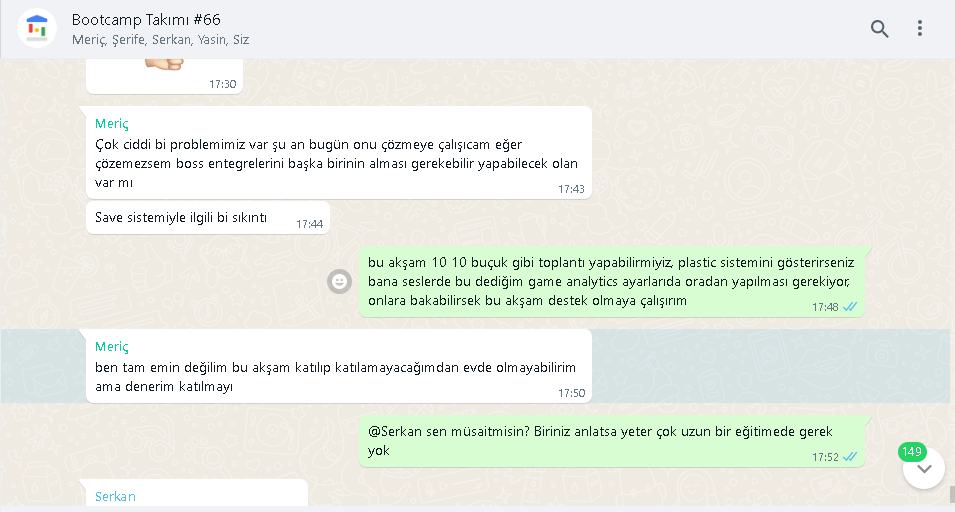 Bootcamp Takımı #66
Meriç, Şerife, Serkan, Yasin, Siz
17:30
Meriç
Çok ciddi bi problemimiz var şu an bugün onu çözmeye çalışıcam eğer
çözemezsem boss entegrelerini başka birinin alması gerekebilir yapabilecek olan
var mı
17:43
Save sistemiyle ilgili bi sıkıntı
17:44
bu akşam 10 10 buçuk gibi toplantı yapabilirmiyiz, plastic sistemini gösterirseniz
bana seslerde bu dediğim game analytics ayarlarıda oradan yapılması gerekiyor,
onlara bakabilirsek bu akşam destek olmaya çalışırım
17:48
Meriç
ben tam emin değilim bu akşam katılıp katılamayacağımdan evde olmayabilirim
ama denerim katılmayı
17:50
@Serkan sen müsaitmisin? Biriniz anlatsa yeter çok uzun bir eğitimede gerek
yok
17:52
149
Serkan